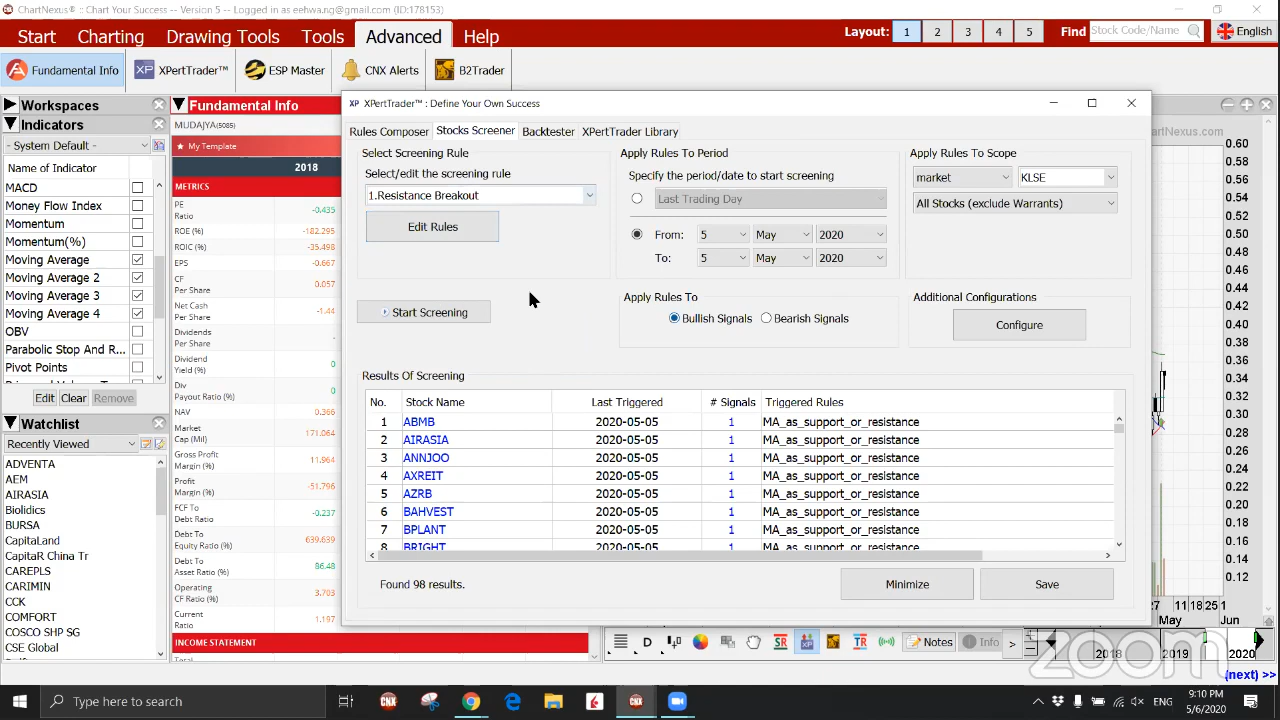 ChartNexus® :: Chart Your Success -- Version 5 -- Logged in as eehwa.ng@gmail.com (ID:178153)
Start Charting Drawing Tools Tools Advanced Help Layout: 1 2 3 4 5 Find Stock Code/Name English
Fundamental Info XPertTrader™ ESP Master CNX Alerts B2Trader
Workspaces
Indicators
- System Default -
Name of Indicator
MACD
Money Flow Index
Momentum
Momentum(%)
Moving Average
Moving Average 2
Moving Average 3
Moving Average 4
OBV
Parabolic Stop And R...
Pivot Points
Edit Clear Remove
Watchlist
Recently Viewed
ADVENTA
AEM
AIRASIA
Biolidics
BURSA
CapitaLand
CapitaR China Tr
CAREPLS
CARIMIN
CCK
COMFORT
COSCO SHP SG
CSE Global
Fundamental Info
MUDAJYA(5085)
★ My Template
2018
METRICS
PE Ratio -0.435
ROE (%) -182.295
ROIC (%) -35.498
EPS -0.667
CF Per Share 0.057
Net Cash Per Share -1.44
Dividends Per Share -
Dividend Yield (%) 0
Div Payout Ratio (%) 0
NAV 0.366
Market Cap (Mil) 171.064
Gross Profit Margin (%) 11.964
Profit Margin (%) -51.796
FCF To Debt Ratio -0.237
Debt To Equity Ratio (%) 639.639
Debt To Asset Ratio (%) 86.48
Operating CF Ratio (%) 3.703
Current Ratio 1.197
INCOME STATEMENT
Total
XP XPertTrader™ : Define Your Own Success
Rules Composer Stocks Screener Backtester XPertTrader Library
Select Screening Rule
Select/edit the screening rule
1.Resistance Breakout
Edit Rules
Start Screening
Apply Rules To Period
Specify the period/date to start screening
Last Trading Day
From: 5 May 2020
To: 5 May 2020
Apply Rules To Scope
market KLSE
All Stocks (exclude Warrants)
Apply Rules To
Bullish Signals Bearish Signals
Additional Configurations
Configure
Results Of Screening
No. Stock Name Last Triggered # Signals Triggered Rules
1 ABMB 2020-05-05 1 MA_as_support_or_resistance
2 AIRASIA 2020-05-05 1 MA_as_support_or_resistance
3 ANNJOO 2020-05-05 1 MA_as_support_or_resistance
4 AXREIT 2020-05-05 1 MA_as_support_or_resistance
5 AZRB 2020-05-05 1 MA_as_support_or_resistance
6 BAHVEST 2020-05-05 1 MA_as_support_or_resistance
7 BPLANT 2020-05-05 1 MA_as_support_or_resistance
8 BRIGHT 2020-05-05 1 MA_as_support_or_resistance
Found 98 results.
Minimize Save
hartNexus.com
0.60
0.56
0.52
0.50
0.48
0.46
0.44
0.42
0.40
0.38
0.36
0.34
0.32
0.30
0.28
0.26
0.24
0.22
0.20
0.18
0.16
0.14
0.12
27 11 18 25 1
May Jun
D SR TR Notes Info
2018 2019 2020
(next) >>
zoom
Type here to search
ENG
9:10 PM
5/6/2020